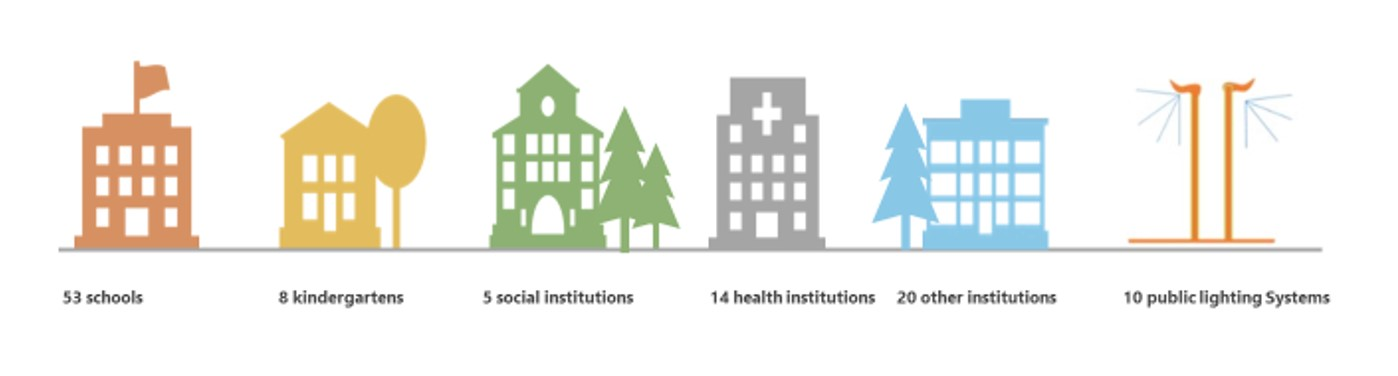 53 schools
8 kindergartens
5 social institutions
14 health institutions
20 other institutions
10 public lighting Systems